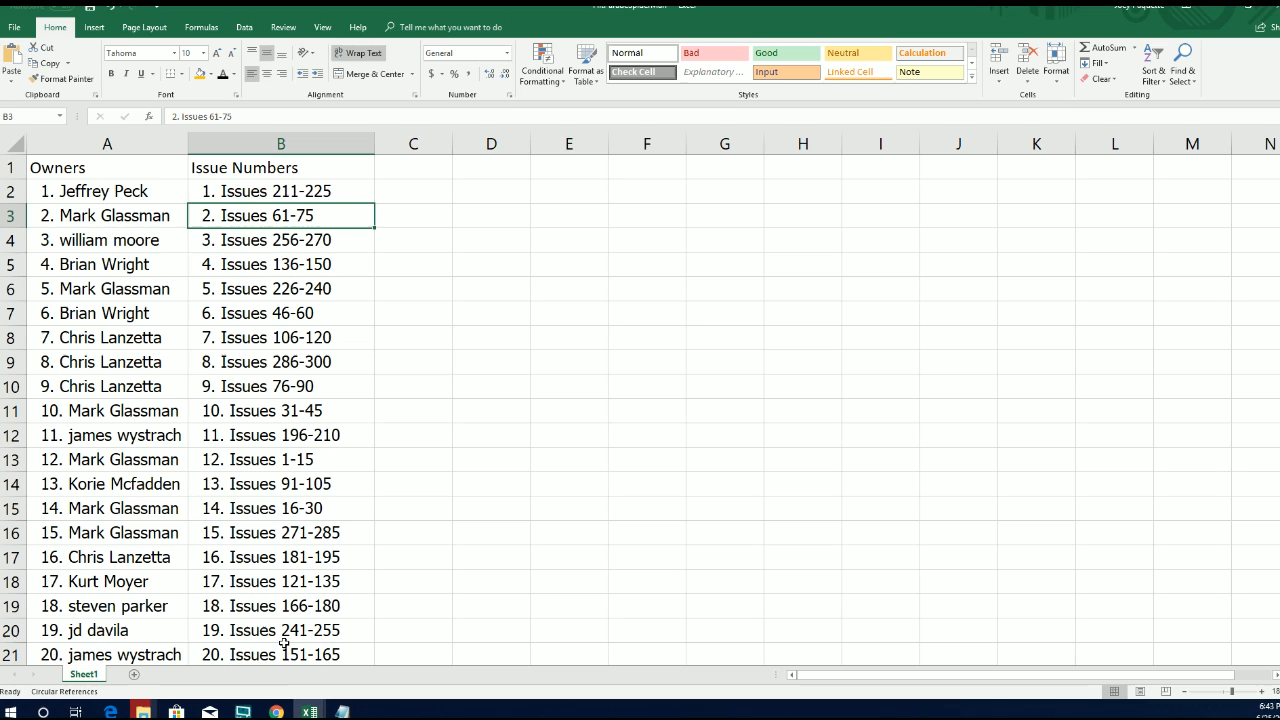 File Home Insert Page Layout Formulas Data Review View Help Tell me what you want to do
Cut
Copy
Format Painter
Paste
Clipboard
Tahoma 10
B I U
Font
Wrap Text
Merge & Center
Alignment
General
$ % ,
Number
Conditional Formatting
Format as Table
Normal Bad Good Neutral Calculation
Check Cell Explanatory ... Input Linked Cell Note
Styles
Insert Delete Format
Cells
AutoSum
Fill
Clear
Sort & Filter
Find & Select
Editing
B3 fx 2. Issues 61-75
A B C D E F G H I J K L M N
1 Owners Issue Numbers
2 1. Jeffrey Peck 1. Issues 211-225
3 2. Mark Glassman 2. Issues 61-75
4 3. william moore 3. Issues 256-270
5 4. Brian Wright 4. Issues 136-150
6 5. Mark Glassman 5. Issues 226-240
7 6. Brian Wright 6. Issues 46-60
8 7. Chris Lanzetta 7. Issues 106-120
9 8. Chris Lanzetta 8. Issues 286-300
10 9. Chris Lanzetta 9. Issues 76-90
11 10. Mark Glassman 10. Issues 31-45
12 11. james wystrach 11. Issues 196-210
13 12. Mark Glassman 12. Issues 1-15
14 13. Korie Mcfadden 13. Issues 91-105
15 14. Mark Glassman 14. Issues 16-30
16 15. Mark Glassman 15. Issues 271-285
17 16. Chris Lanzetta 16. Issues 181-195
18 17. Kurt Moyer 17. Issues 121-135
19 18. steven parker 18. Issues 166-180
20 19. jd davila 19. Issues 241-255
21 20. james wystrach 20. Issues 151-165
Sheet1
Ready Circular References
6:43 P